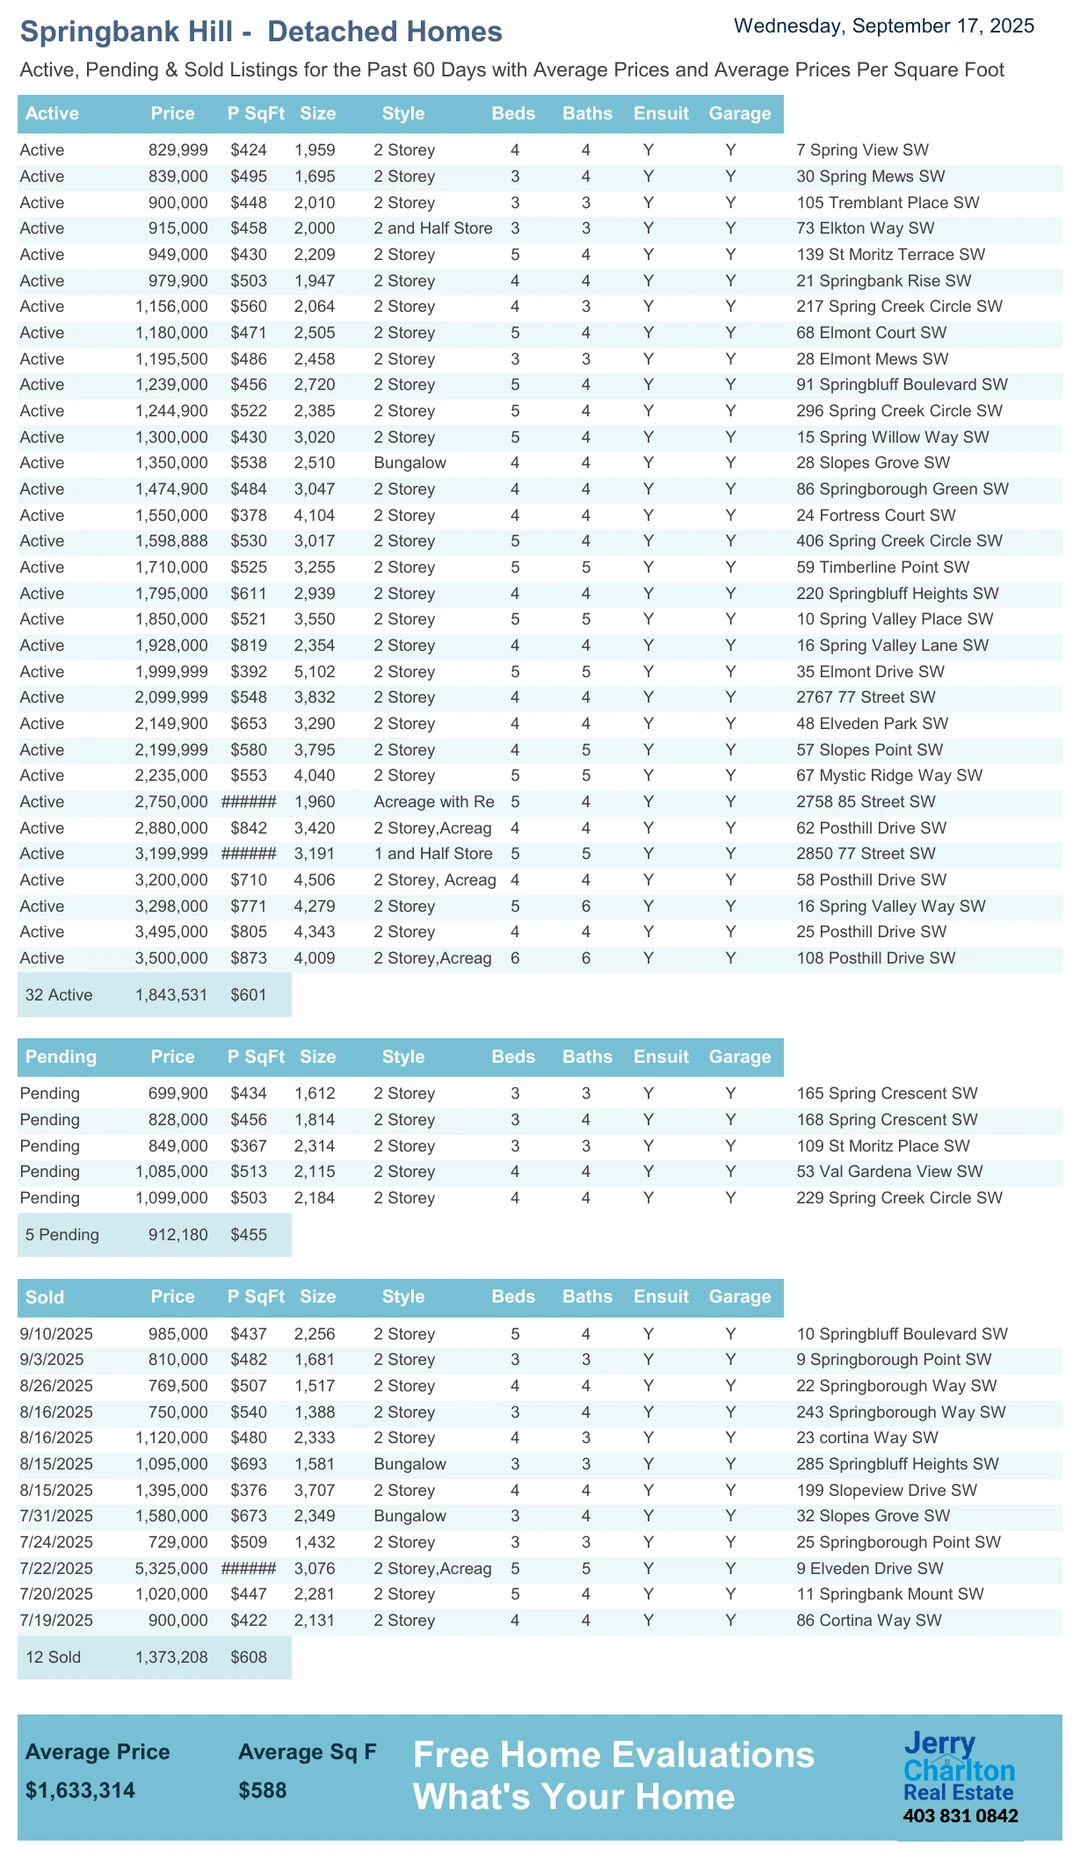 Springbank Hill - Detached Homes
Wednesday, September 17, 2025
Active, Pending & Sold Listings for the Past 60 Days with Average Prices and Average Prices Per Square Foot
Active Price P SqFt Size Style Beds Baths Ensuit Garage
Active 829,999 $424 1,959 2 Storey 4 4 Y Y 7 Spring View SW
Active 839,000 $495 1,695 2 Storey 3 4 Y Y 30 Spring Mews SW
Active 900,000 $448 2,010 2 Storey 3 3 Y Y 105 Tremblant Place SW
Active 915,000 $458 2,000 2 and Half Store 3 3 Y Y 73 Elkton Way SW
Active 949,000 $430 2,209 2 Storey 5 4 Y Y 139 St Moritz Terrace SW
Active 979,900 $503 1,947 2 Storey 4 4 Y Y 21 Springbank Rise SW
Active 1,156,000 $560 2,064 2 Storey 4 3 Y Y 217 Spring Creek Circle SW
Active 1,180,000 $471 2,505 2 Storey 5 4 Y Y 68 Elmont Court SW
Active 1,195,500 $486 2,458 2 Storey 3 3 Y Y 28 Elmont Mews SW
Active 1,239,000 $456 2,720 2 Storey 5 4 Y Y 91 Springbluff Boulevard SW
Active 1,244,900 $522 2,385 2 Storey 5 4 Y Y 296 Spring Creek Circle SW
Active 1,300,000 $430 3,020 2 Storey 5 4 Y Y 15 Spring Willow Way SW
Active 1,350,000 $538 2,510 Bungalow 4 4 Y Y 28 Slopes Grove SW
Active 1,474,900 $484 3,047 2 Storey 4 4 Y Y 86 Springborough Green SW
Active 1,550,000 $378 4,104 2 Storey 4 4 Y Y 24 Fortress Court SW
Active 1,598,888 $530 3,017 2 Storey 5 4 Y Y 406 Spring Creek Circle SW
Active 1,710,000 $525 3,255 2 Storey 5 5 Y Y 59 Timberline Point SW
Active 1,795,000 $611 2,939 2 Storey 4 4 Y Y 220 Springbluff Heights SW
Active 1,850,000 $521 3,550 2 Storey 5 5 Y Y 10 Spring Valley Place SW
Active 1,928,000 $819 2,354 2 Storey 4 4 Y Y 16 Spring Valley Lane SW
Active 1,999,999 $392 5,102 2 Storey 5 5 Y Y 35 Elmont Drive SW
Active 2,099,999 $548 3,832 2 Storey 4 4 Y Y 2767 77 Street SW
Active 2,149,900 $653 3,290 2 Storey 4 4 Y Y 48 Elveden Park SW
Active 2,199,999 $580 3,795 2 Storey 4 5 Y Y 57 Slopes Point SW
Active 2,235,000 $553 4,040 2 Storey 5 5 Y Y 67 Mystic Ridge Way SW
Active 2,750,000 ###### 1,960 Acreage with Re 5 4 Y Y 2758 85 Street SW
Active 2,880,000 $842 3,420 2 Storey,Acreag 4 4 Y Y 62 Posthill Drive SW
Active 3,199,999 ###### 3,191 1 and Half Store 5 5 Y Y 2850 77 Street SW
Active 3,200,000 $710 4,506 2 Storey, Acreag 4 4 Y Y 58 Posthill Drive SW
Active 3,298,000 $771 4,279 2 Storey 5 6 Y Y 16 Spring Valley Way SW
Active 3,495,000 $805 4,343 2 Storey 4 4 Y Y 25 Posthill Drive SW
Active 3,500,000 $873 4,009 2 Storey,Acreag 6 6 Y Y 108 Posthill Drive SW
32 Active 1,843,531 $601
Pending Price P SqFt Size Style Beds Baths Ensuit Garage
Pending 699,900 $434 1,612 2 Storey 3 3 Y Y 165 Spring Crescent SW
Pending 828,000 $456 1,814 2 Storey 3 4 Y Y 168 Spring Crescent SW
Pending 849,000 $367 2,314 2 Storey 3 3 Y Y 109 St Moritz Place SW
Pending 1,085,000 $513 2,115 2 Storey 4 4 Y Y 53 Val Gardena View SW
Pending 1,099,000 $503 2,184 2 Storey 4 4 Y Y 229 Spring Creek Circle SW
5 Pending 912,180 $455
Sold Price P SqFt Size Style Beds Baths Ensuit Garage
9/10/2025 985,000 $437 2,256 2 Storey 5 4 Y Y 10 Springbluff Boulevard SW
9/3/2025 810,000 $482 1,681 2 Storey 3 3 Y Y 9 Springborough Point SW
8/26/2025 769,500 $507 1,517 2 Storey 4 4 Y Y 22 Springborough Way SW
8/16/2025 750,000 $540 1,388 2 Storey 3 4 Y Y 243 Springborough Way SW
8/16/2025 1,120,000 $480 2,333 2 Storey 4 3 Y Y 23 cortina Way SW
8/15/2025 1,095,000 $693 1,581 Bungalow 3 3 Y Y 285 Springbluff Heights SW
8/15/2025 1,395,000 $376 3,707 2 Storey 4 4 Y Y 199 Slopeview Drive SW
7/31/2025 1,580,000 $673 2,349 Bungalow 3 4 Y Y 32 Slopes Grove SW
7/24/2025 729,000 $509 1,432 2 Storey 3 3 Y Y 25 Springborough Point SW
7/22/2025 5,325,000 ###### 3,076 2 Storey,Acreag 5 5 Y Y 9 Elveden Drive SW
7/20/2025 1,020,000 $447 2,281 2 Storey 5 4 Y Y 11 Springbank Mount SW
7/19/2025 900,000 $422 2,131 2 Storey 4 4 Y Y 86 Cortina Way SW
12 Sold 1,373,208 $608
Average Price Average Sq F
$1,633,314 $588
Free Home Evaluations
What's Your Home
Jerry
Charlton
Real Estate
403 831 0842